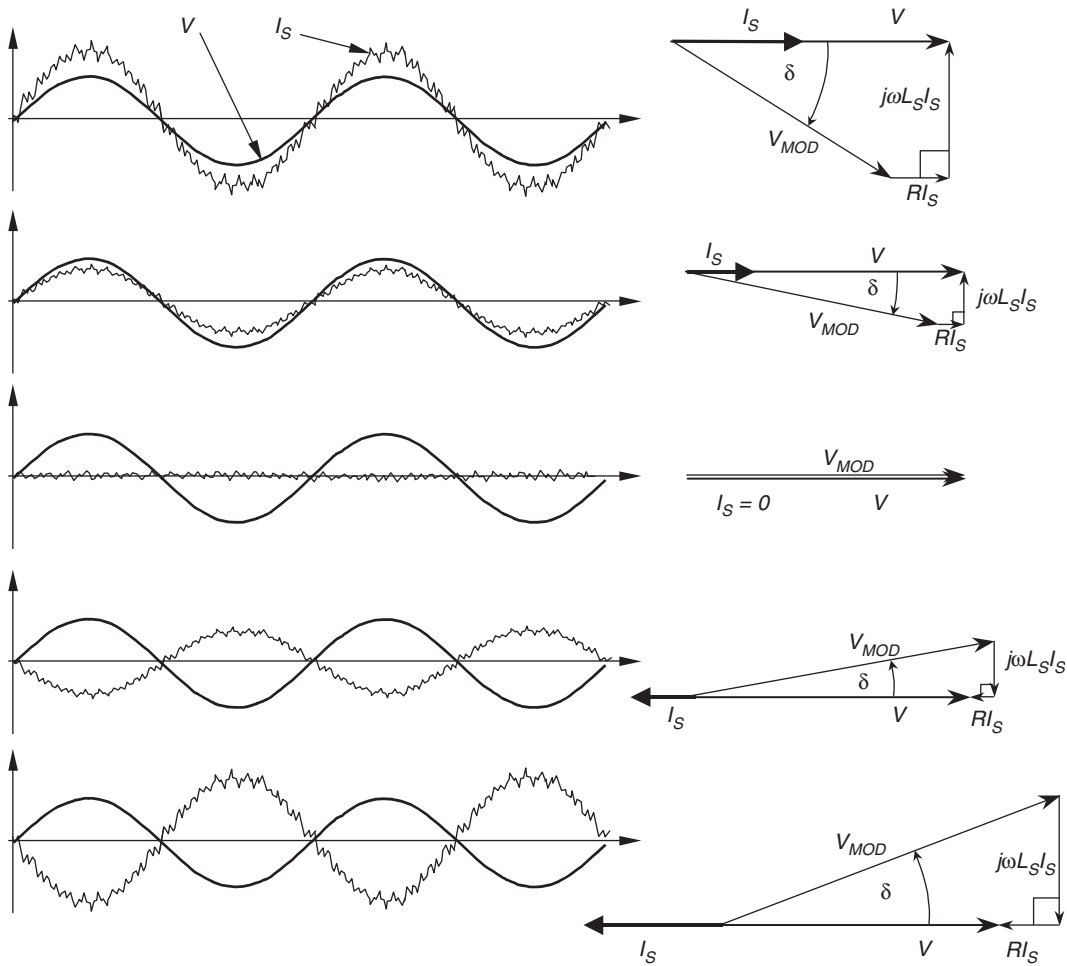 V
I_S
I_S
V
δ
jωL_SI_S
V_MOD
RI_S
I_S
V
δ
jωL_SI_S
V_MOD
RI_S
V_MOD
I_S = 0
V
V_MOD
jωL_SI_S
δ
I_S
V
RI_S
V_MOD
jωL_SI_S
δ
I_S
V
RI_S